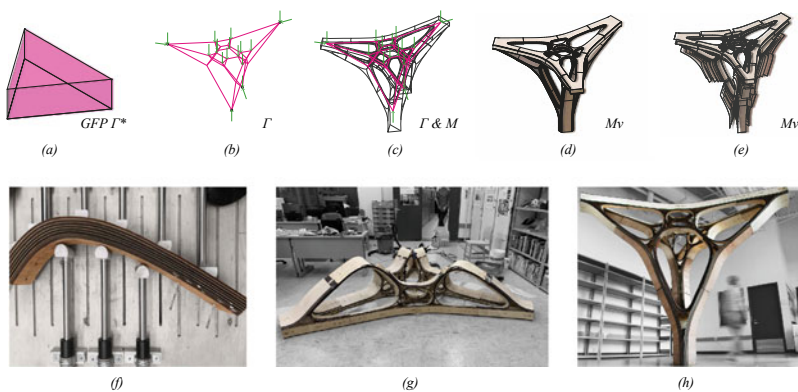 GFP Γ*
Γ
Γ & M
Mv
Mv
(a)
(b)
(c)
(d)
(e)
(f)
(g)
(h)